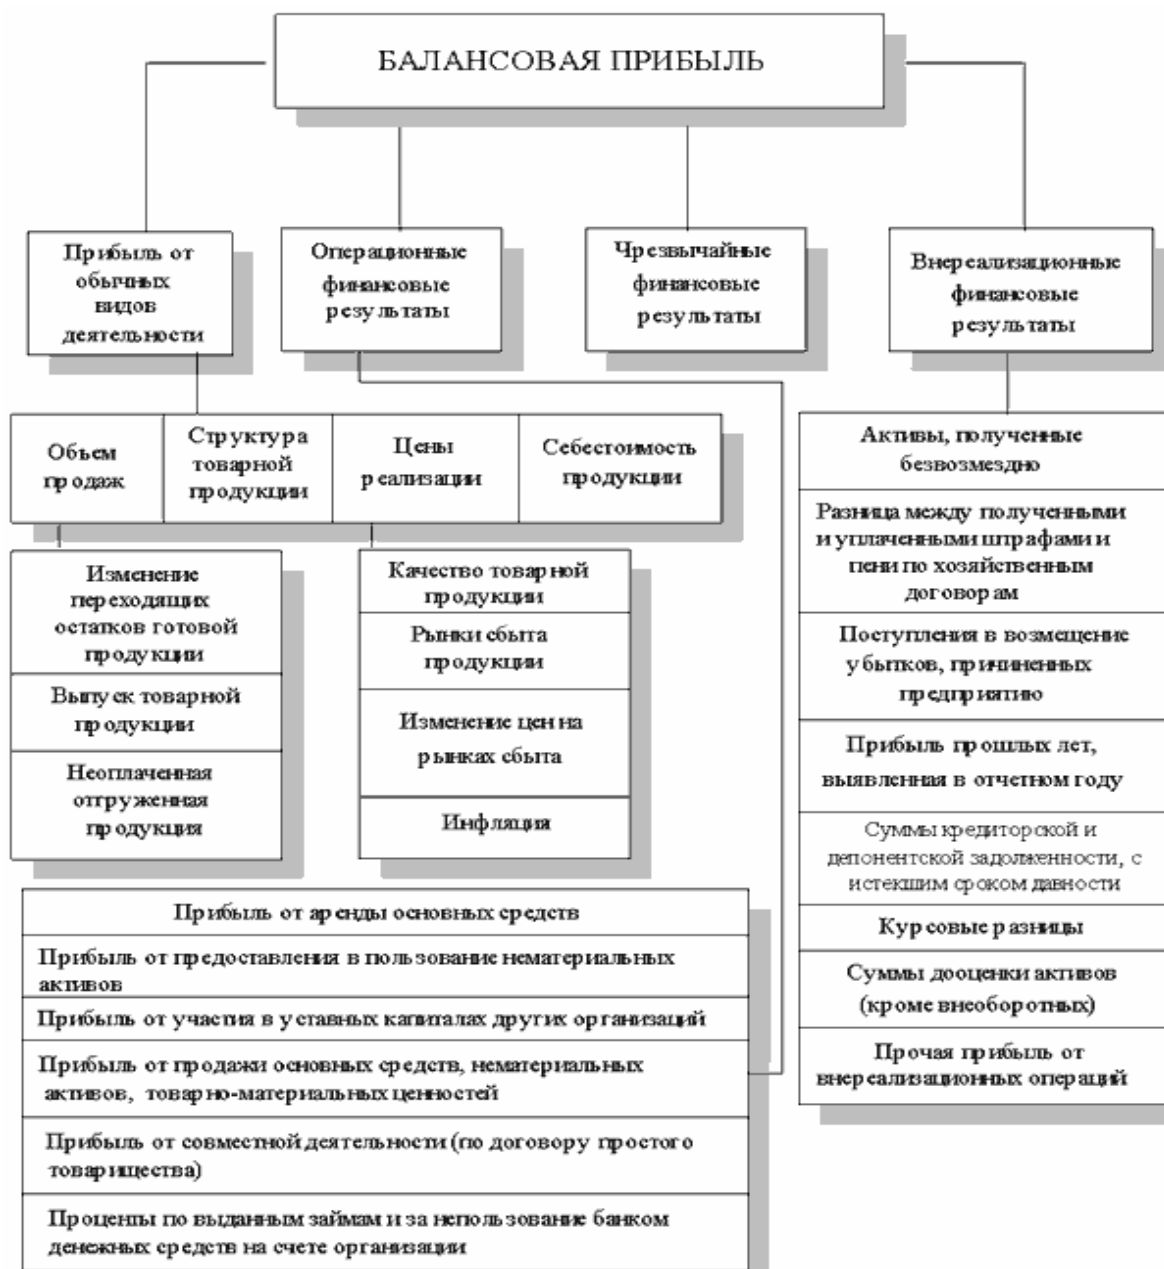 БАЛАНСОВАЯ ПРИБЫЛЬ
Прибыль от
обычных
видов
деятельности
Операционные
финансовые
результаты
Чрезвычайные
финансовые
результаты
Внереализационные
финансовые
результаты
Объем
продаж
Структура
товарной
продукции
Цены
реализации
Себестоимость
продукции
Изменение
переходящих
остатков готовой
продукции
Выпуск товарной
продукции
Неоплаченная
отгруженная
продукция
Качество товарной
продукции
Рынки сбыта
продукции
Изменение цен на
рынках сбыта
Инфляция
Активы, полученные
безвозмездно
Разница между полученными
и уплаченными штрафами и
пени по хозяйственным
договорам
Поступления в возмещение
убытков, причиненных
предприятию
Прибыль прошлых лет,
выявленная в отчетном году
Суммы кредиторской и
депонентской задолженности, с
истекшим сроком давности
Курсовые разницы
Суммы дооценки активов
(кроме внеоборотных)
Прочая прибыль от
внереализационных операций
Прибыль от аренды основных средств
Прибыль от предоставления в пользование нематериальных
активов
Прибыль от участия в уставных капиталах других организаций
Прибыль от продажи основных средств, нематериальных
активов, товарно-материальных ценностей
Прибыль от совместной деятельности (по договору простого
товарищества)
Проценты по выданным займам и за непользование банком
денежных средств на счете организации